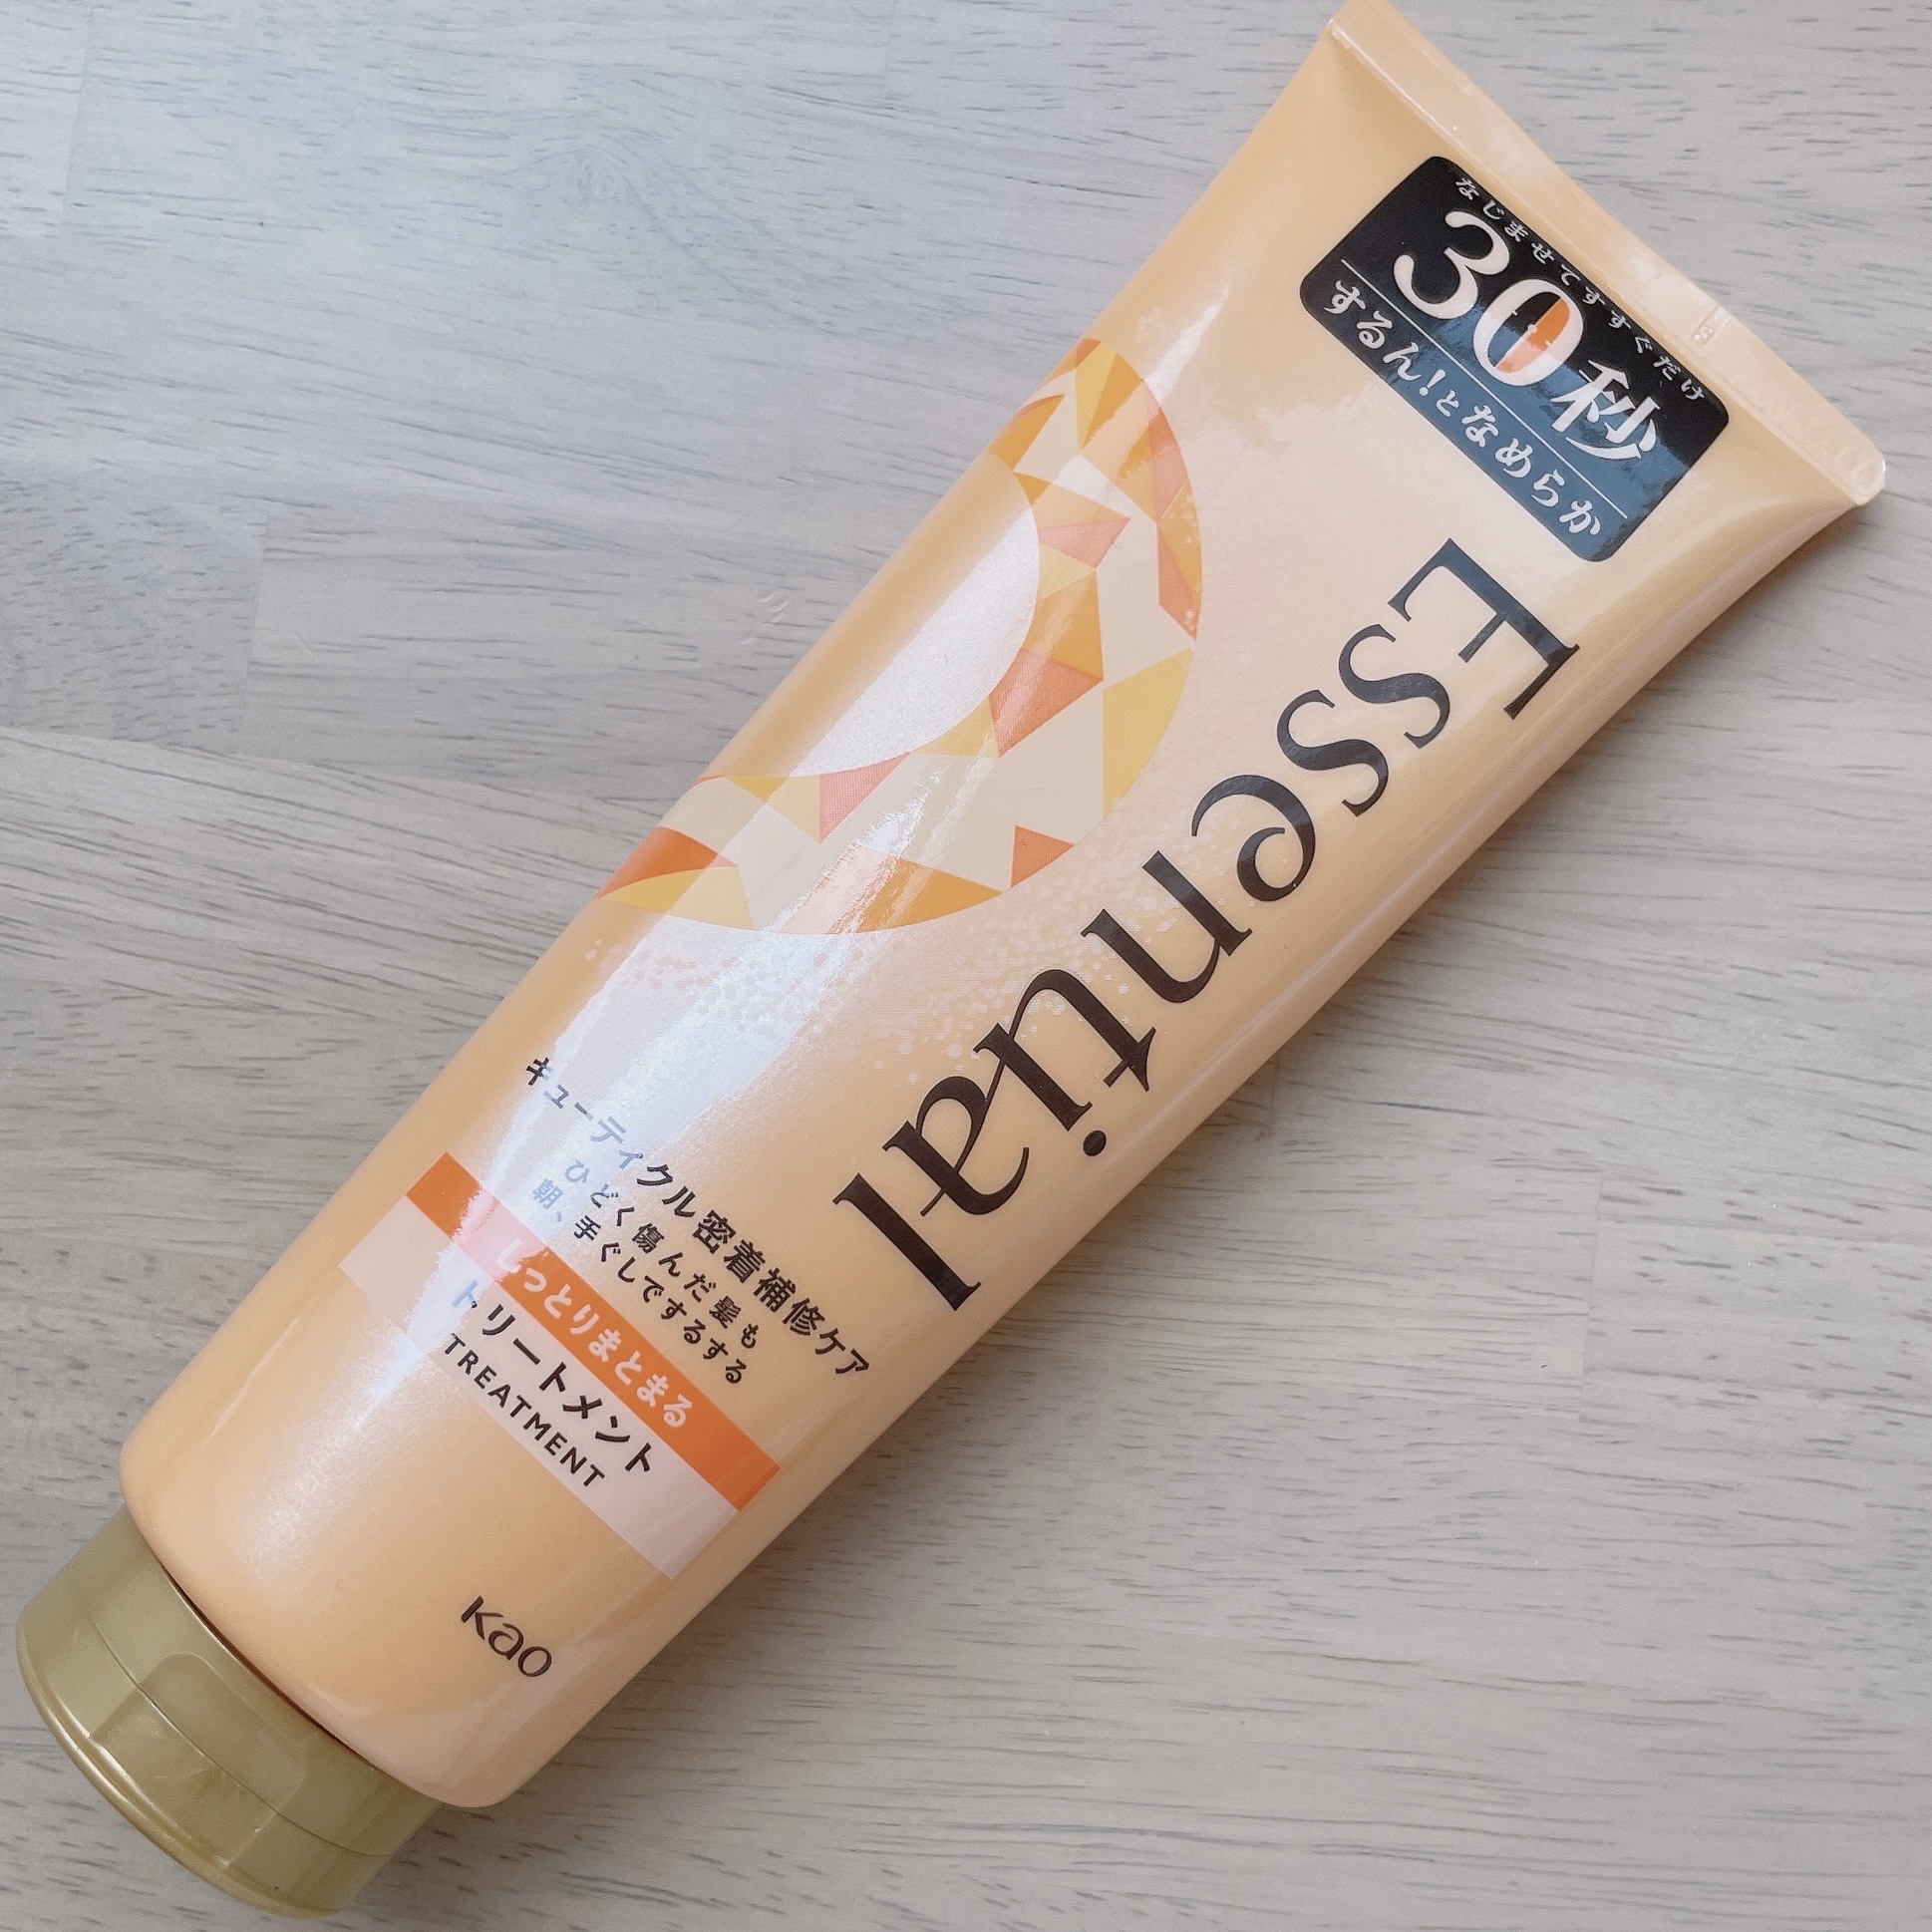 なじませてすすぐだけ
30秒
するん!となめらか
Essential
キューティクル密着補修ケア
ひどく傷んだ髪も
朝、手ぐしでするする
しっとりまとまる
トリートメント
TREATMENT
kao